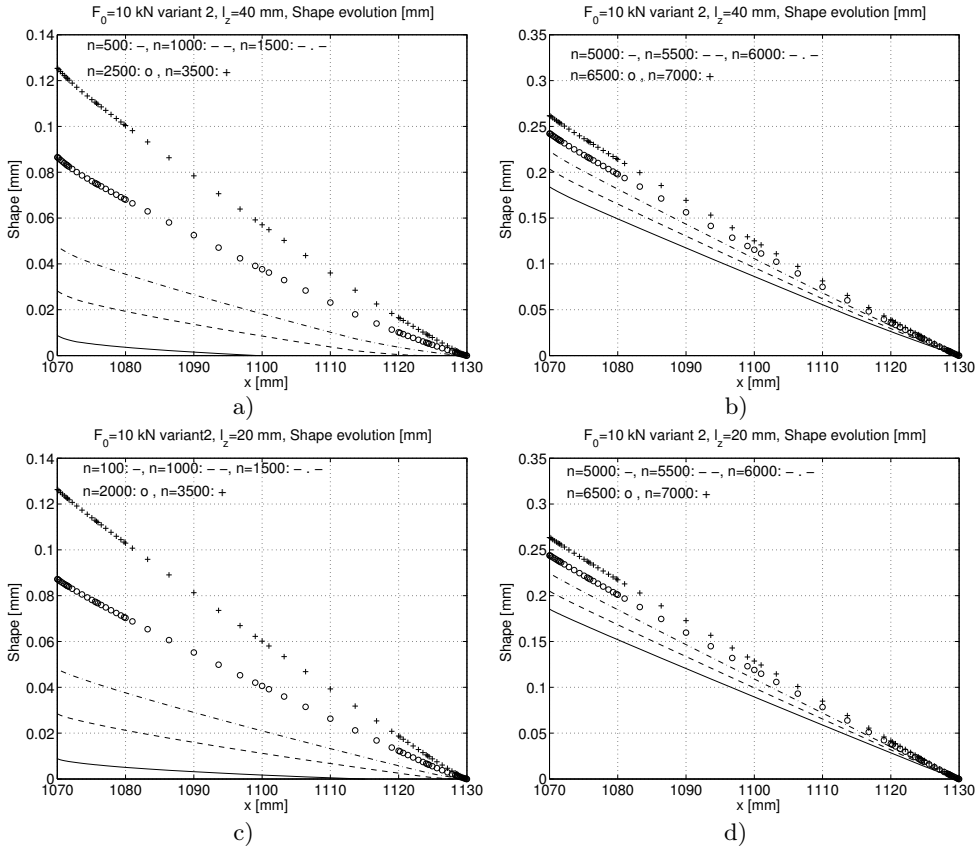 F_0=10 kN variant 2, l_z=40 mm, Shape evolution [mm]
n=500: –, n=1000: – –, n=1500: – . –
n=2500: o , n=3500: +
0.14
0.12
0.1
0.08
0.06
0.04
0.02
0
Shape [mm]
1070 1080 1090 1100 1110 1120 1130
x [mm]
a)
F_0=10 kN variant 2, l_z=40 mm, Shape evolution [mm]
n=5000: –, n=5500: – –, n=6000: – . –
n=6500: o , n=7000: +
0.35
0.3
0.25
0.2
0.15
0.1
0.05
0
Shape [mm]
1070 1080 1090 1100 1110 1120 1130
x [mm]
b)
F_0=10 kN variant2, l_z=20 mm, Shape evolution [mm]
n=100: –, n=1000: – –, n=1500: – . –
n=2000: o , n=3500: +
0.14
0.12
0.1
0.08
0.06
0.04
0.02
0
Shape [mm]
1070 1080 1090 1100 1110 1120 1130
x [mm]
c)
F_0=10 kN variant 2, l_z=20 mm, Shape evolution [mm]
n=5000: –, n=5500: – –, n=6000: – . –
n=6500: o , n=7000: +
0.35
0.3
0.25
0.2
0.15
0.1
0.05
0
Shape [mm]
1070 1080 1090 1100 1110 1120 1130
x [mm]
d)